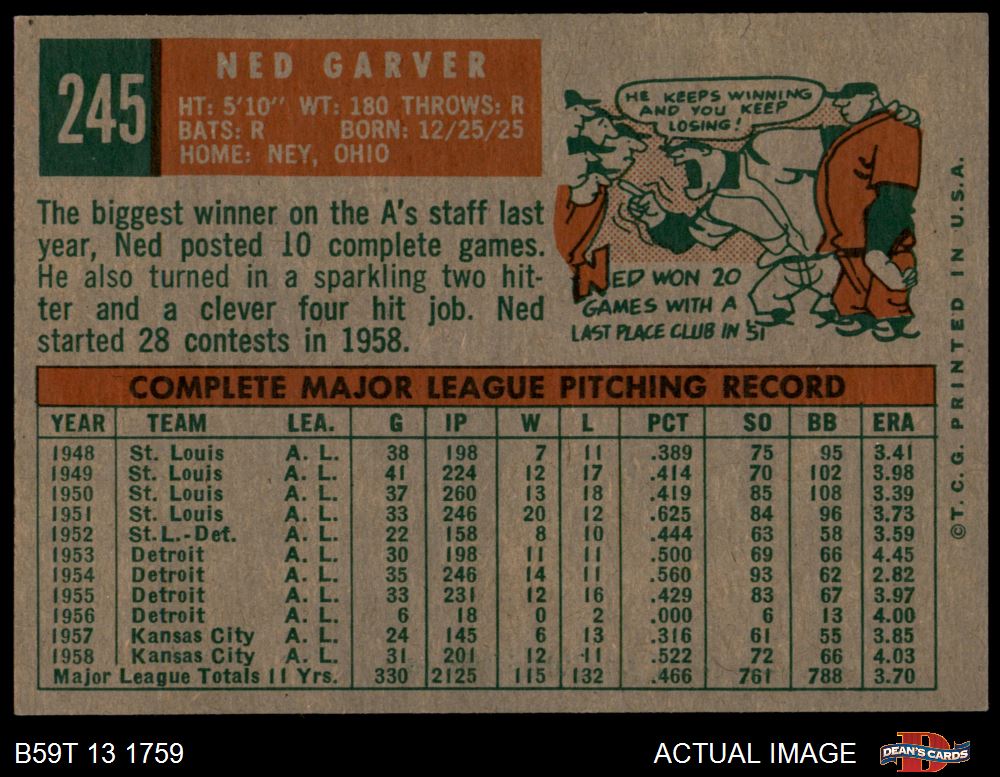 245
NED GARVER
HT: 5'10" WT: 180 THROWS: R
BATS: R BORN: 12/25/25
HOME: NEY, OHIO
HE KEEPS WINNING
AND YOU KEEP
LOSING!
NED WON 20
GAMES WITH A
LAST PLACE CLUB IN '51
The biggest winner on the A's staff last
year, Ned posted 10 complete games.
He also turned in a sparkling two hit-
ter and a clever four hit job. Ned
started 28 contests in 1958.
COMPLETE MAJOR LEAGUE PITCHING RECORD
YEAR TEAM LEA. G IP W L PCT SO BB ERA
1948 St. Louis A. L. 38 198 7 11 .389 75 95 3.41
1949 St. Louis A. L. 41 224 12 17 .414 70 102 3.98
1950 St. Louis A. L. 37 260 13 18 .419 85 108 3.39
1951 St. Louis A. L. 33 246 20 12 .625 84 96 3.73
1952 St.L.-Det. A. L. 22 158 8 10 .444 63 58 3.59
1953 Detroit A. L. 30 198 11 11 .500 69 66 4.45
1954 Detroit A. L. 35 246 14 11 .560 93 62 2.82
1955 Detroit A. L. 33 231 12 16 .429 83 67 3.97
1956 Detroit A. L. 6 18 0 2 .000 6 13 4.00
1957 Kansas City A. L. 24 145 6 13 .316 61 55 3.85
1958 Kansas City A. L. 31 201 12 11 .522 72 66 4.03
Major League Totals 11 Yrs. 330 2125 115 132 .466 761 788 3.70
©T. C. G. PRINTED IN U.S.A.
B59T 13 1759
ACTUAL IMAGE
D
DEAN'S CARDS